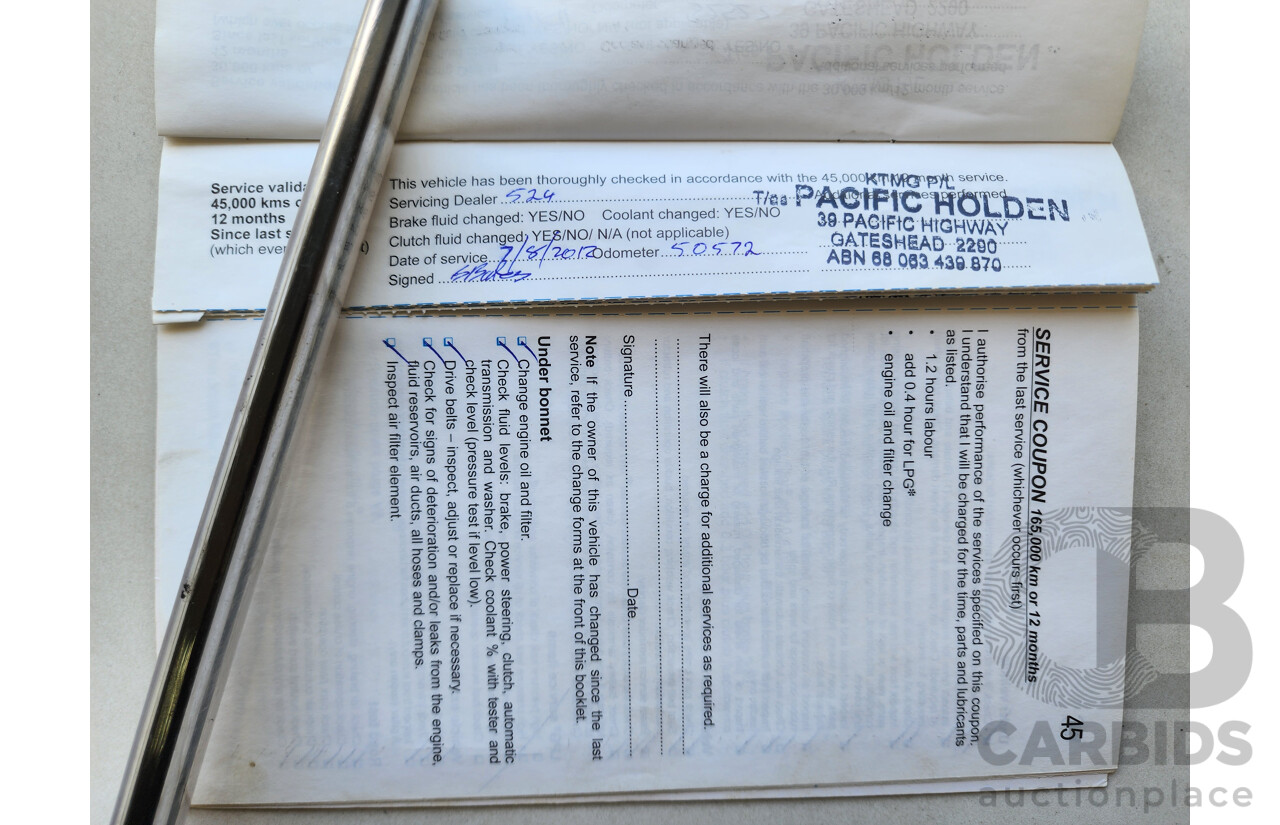 GATESHEAD 2290
39 PACIFIC HIGHWAY
PACIFIC HOLDEN
Service valida
45,000 kms o
12 months
Since last s
(which ever
This vehicle has been thoroughly checked in accordance with the 45,000 service.
Servicing Dealer 524
Brake fluid changed: YES/NO Coolant changed: YES/NO
Clutch fluid changed: YES/NO/ N/A (not applicable)
Date of service 7/8/2012 Odometer 50572
Signed
KTMG P/L
T/as PACIFIC HOLDEN
39 PACIFIC HIGHWAY
GATESHEAD 2290
ABN 68 063 439 870
45
SERVICE COUPON 165,000 km or 12 months
from the last service (whichever occurs first)
I authorise performance of the services specified on this coupon,
I understand that I will be charged for the time, parts and lubricants
as listed.
• 1.2 hours labour
• add 0.4 hour for LPG*
• engine oil and filter change
There will also be a charge for additional services as required.
Signature Date
Note If the owner of this vehicle has changed since the last
service, refer to the change forms at the front of this booklet.
Under bonnet
Change engine oil and filter.
Check fluid levels: brake, power steering, clutch, automatic
transmission and washer. Check coolant % with tester and
check level (pressure test if level low).
Drive belts – inspect, adjust or replace if necessary.
Check for signs of deterioration and/or leaks from the engine,
fluid reservoirs, air ducts, all hoses and clamps.
Inspect air filter element.
CARBIDS
auctionplace